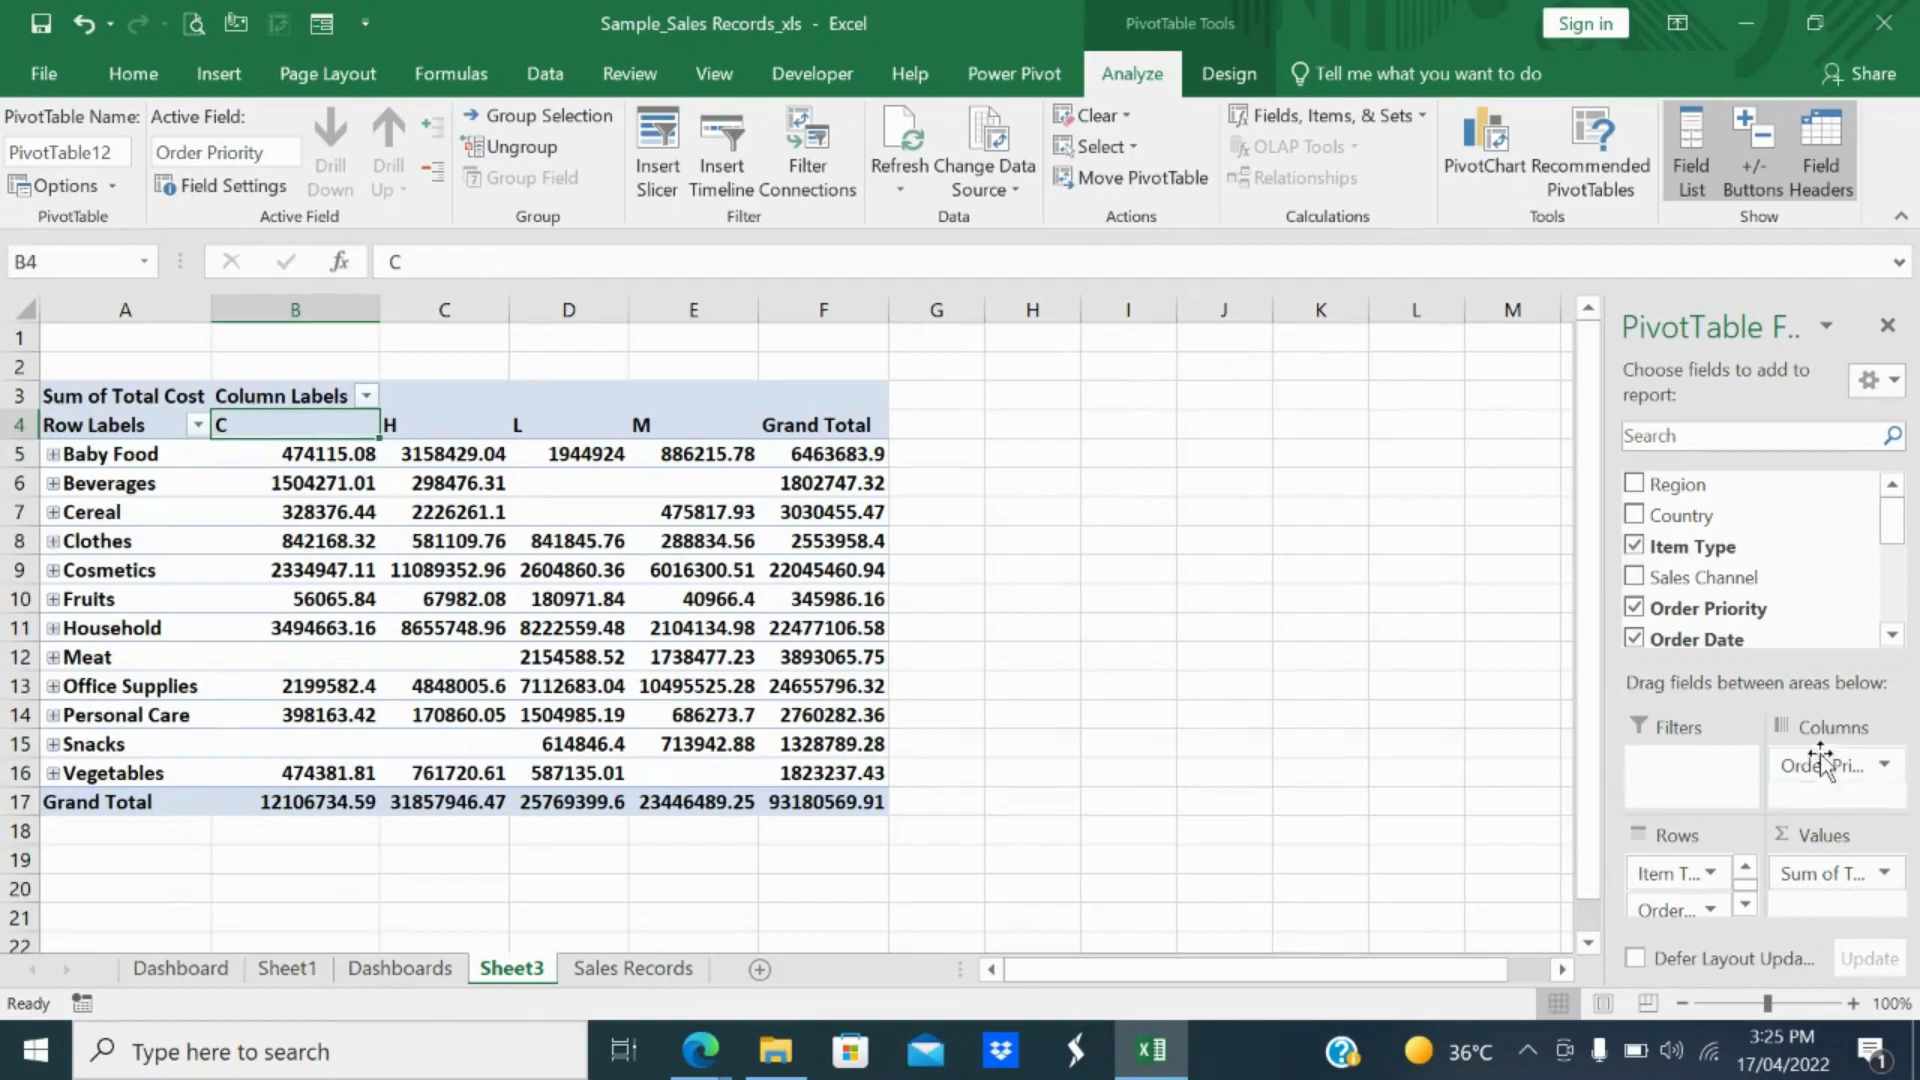 Sample_Sales Records_xls - Excel
PivotTable Tools
Sign in
File Home Insert Page Layout Formulas Data Review View Developer Help Power Pivot Analyze Design Tell me what you want to do Share
PivotTable Name:
PivotTable12
Options
PivotTable
Active Field:
Order Priority
Field Settings
Drill Down
Drill Up
Active Field
Group Selection
Ungroup
Group Field
Group
Insert Slicer
Insert Timeline
Filter Connections
Filter
Refresh
Change Data Source
Data
Clear
Select
Move PivotTable
Actions
Fields, Items, & Sets
OLAP Tools
Relationships
Calculations
PivotChart
Recommended PivotTables
Tools
Field List
+/- Buttons
Field Headers
Show
B4 fx C
A B C D E F G H I J K L M
1
2
3 Sum of Total Cost Column Labels
4 Row Labels C H L M Grand Total
5 Baby Food 474115.08 3158429.04 1944924 886215.78 6463683.9
6 Beverages 1504271.01 298476.31 1802747.32
7 Cereal 328376.44 2226261.1 475817.93 3030455.47
8 Clothes 842168.32 581109.76 841845.76 288834.56 2553958.4
9 Cosmetics 2334947.11 11089352.96 2604860.36 6016300.51 22045460.94
10 Fruits 56065.84 67982.08 180971.84 40966.4 345986.16
11 Household 3494663.16 8655748.96 8222559.48 2104134.98 22477106.58
12 Meat 2154588.52 1738477.23 3893065.75
13 Office Supplies 2199582.4 4848005.6 7112683.04 10495525.28 24655796.32
14 Personal Care 398163.42 170860.05 1504985.19 686273.7 2760282.36
15 Snacks 614846.4 713942.88 1328789.28
16 Vegetables 474381.81 761720.61 587135.01 1823237.43
17 Grand Total 12106734.59 31857946.47 25769399.6 23446489.25 93180569.91
18
19
20
21
22
PivotTable F..
Choose fields to add to
report:
Search
Region
Country
Item Type
Sales Channel
Order Priority
Order Date
Drag fields between areas below:
Filters
Columns
Pri...
Rows
Item T...
Order...
Σ Values
Sum of T...
Defer Layout Upda... Update
Dashboard Sheet1 Dashboards Sheet3 Sales Records
Ready 100%
Type here to search
36°C
3:25 PM
17/04/2022
1